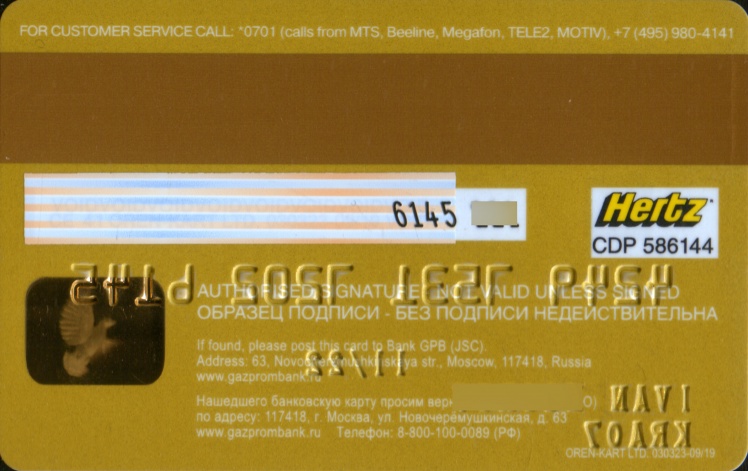 FOR CUSTOMER SERVICE CALL: *0701 (calls from MTS, Beeline, Megafon, TELE2, MOTIV), +7 (495) 980-4141
6145
Hertz
CDP 586144
AUTHORISED SIGNATURE - NOT VALID UNLESS SIGNED
ОБРАЗЕЦ ПОДПИСИ - БЕЗ ПОДПИСИ НЕДЕЙСТВИТЕЛЬНА
If found, please post this card to Bank GPB (JSC).
Address: 63, Novocheremushkinskaya str., Moscow, 117418, Russia
www.gazprombank.ru
Нашедшего банковскую карту просим
по адресу: 117418, г. Москва, ул. Новочерёмушкинская, д. 63
www.gazprombank.ru Телефон: 8-800-100-0089 (РФ)
OREN-KART LTD. 030323-09/19